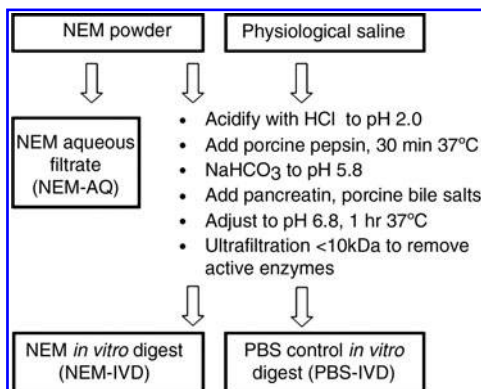 NEM powder
Physiological saline
NEM aqueous
filtrate
(NEM-AQ)
• Acidify with HCl to pH 2.0
• Add porcine pepsin, 30 min 37ºC
• NaHCO3 to pH 5.8
• Add pancreatin, porcine bile salts
• Adjust to pH 6.8, 1 hr 37ºC
• Ultrafiltration <10kDa to remove
active enzymes
NEM in vitro digest
(NEM-IVD)
PBS control in vitro
digest (PBS-IVD)